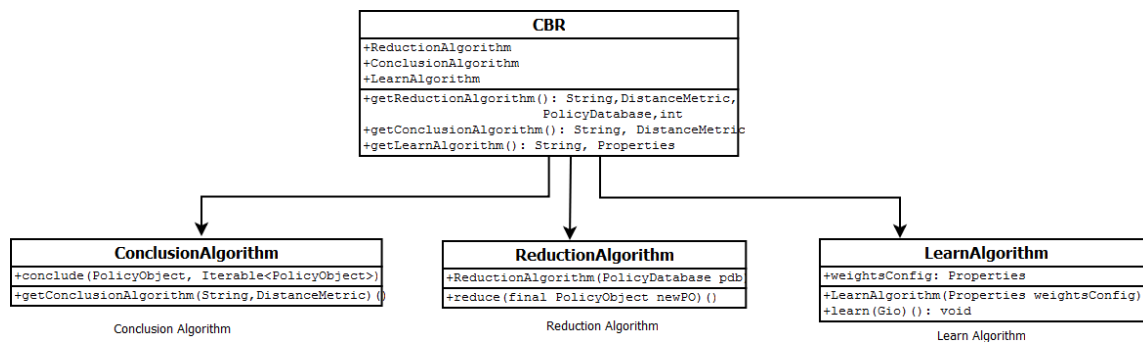 CBR
+ReductionAlgorithm
+ConclusionAlgorithm
+LearnAlgorithm
+getReductionAlgorithm(): String,DistanceMetric,
PolicyDatabase,int
+getConclusionAlgorithm(): String, DistanceMetric
+getLearnAlgorithm(): String, Properties
ConclusionAlgorithm
+conclude(PolicyObject, Iterable<PolicyObject>)
+getConclusionAlgorithm(String,DistanceMetric)()
Conclusion Algorithm
ReductionAlgorithm
+ReductionAlgorithm(PolicyDatabase pdb)
+reduce(final PolicyObject newPO)()
Reduction Algorithm
LearnAlgorithm
+weightsConfig: Properties
+LearnAlgorithm(Properties weightsConfig)
+learn(Gio)(): void
Learn Algorithm